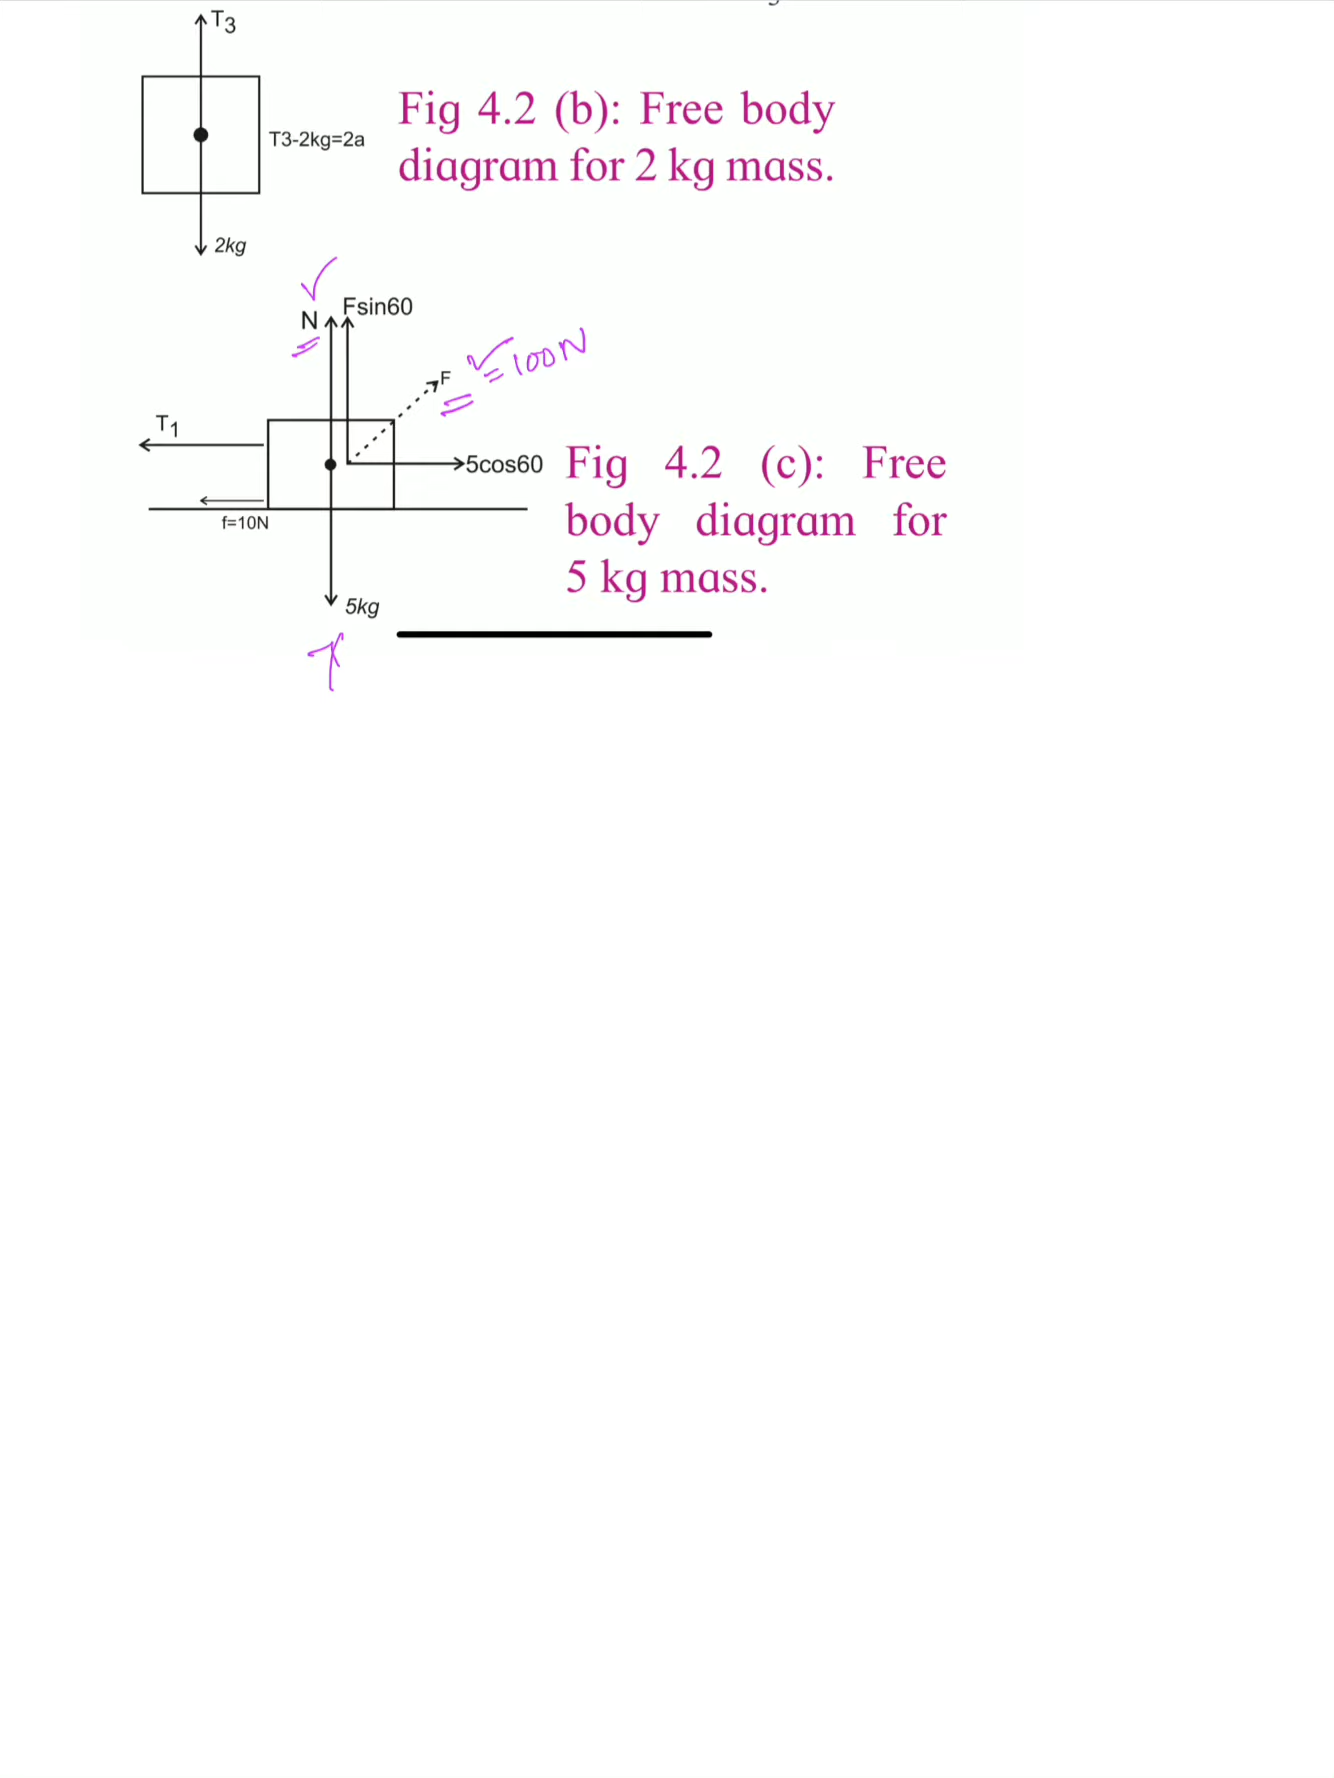 T3
Fig 4.2 (b): Free body
diagram for 2 kg mass.
T3-2kg=2a
2kg
N Fsin60
F = 100N
T1
5cos60
Fig 4.2 (c): Free
body diagram for
5 kg mass.
f=10N
5kg